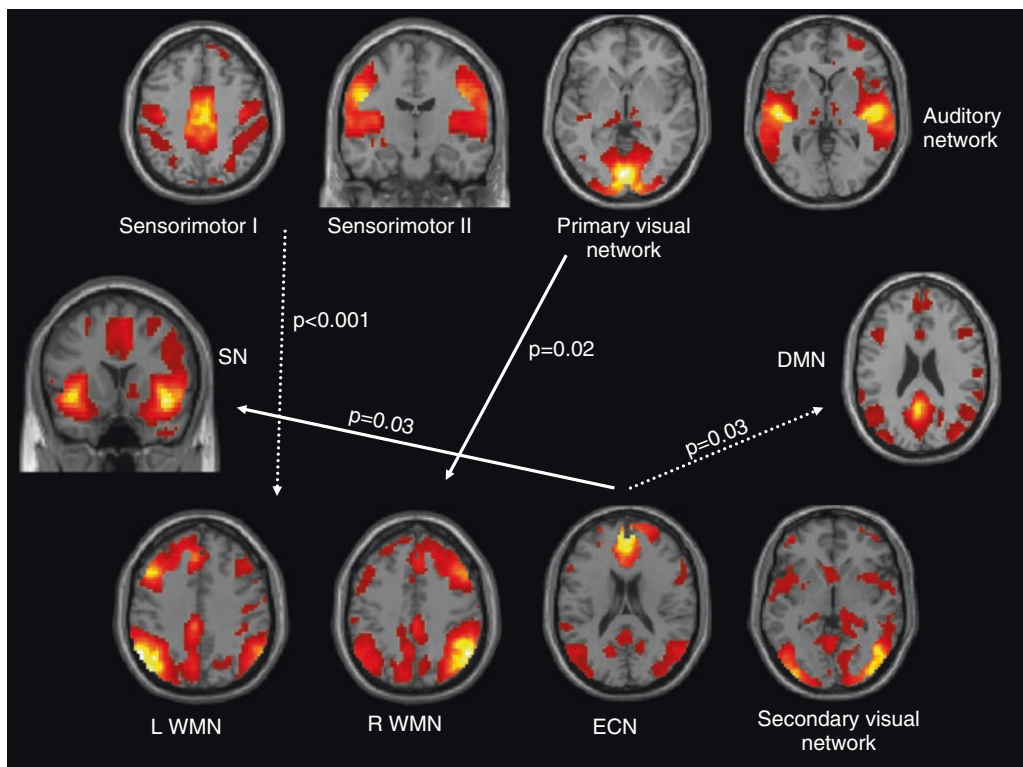 Auditory
network
Sensorimotor I
Sensorimotor II
Primary visual
network
p<0.001
SN
p=0.02
DMN
p=0.03
p=0.03
L WMN
R WMN
ECN
Secondary visual
network